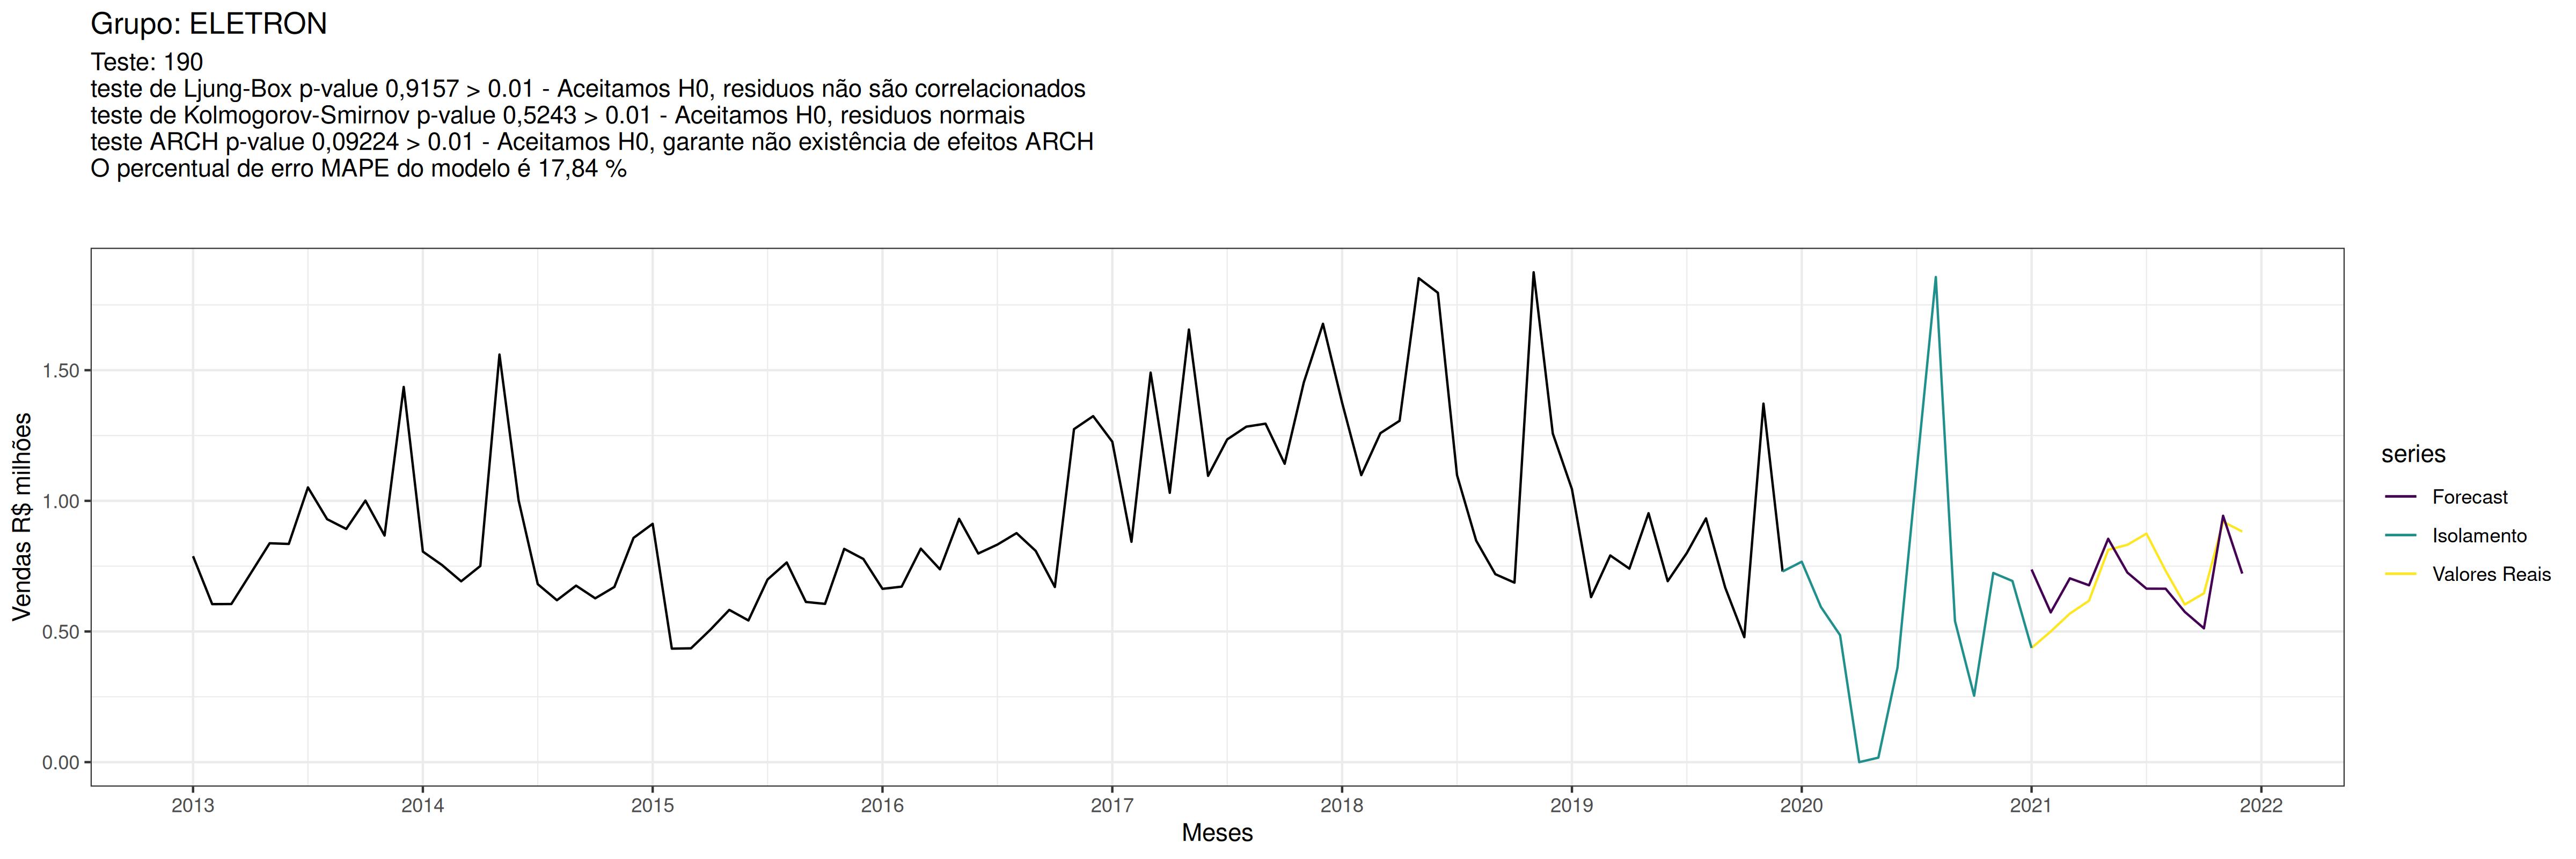 Grupo: ELETRON
Teste: 190
teste de Ljung-Box p-value 0,9157 > 0.01 - Aceitamos H0, residuos não são correlacionados
teste de Kolmogorov-Smirnov p-value 0,5243 > 0.01 - Aceitamos H0, residuos normais
teste ARCH p-value 0,09224 > 0.01 - Aceitamos H0, garante não existência de efeitos ARCH
O percentual de erro MAPE do modelo é 17,84 %
Vendas R$ milhões
1.50
1.00
0.50
0.00
2013 2014 2015 2016 2017 2018 2019 2020 2021 2022
Meses
series
Forecast
Isolamento
Valores Reais